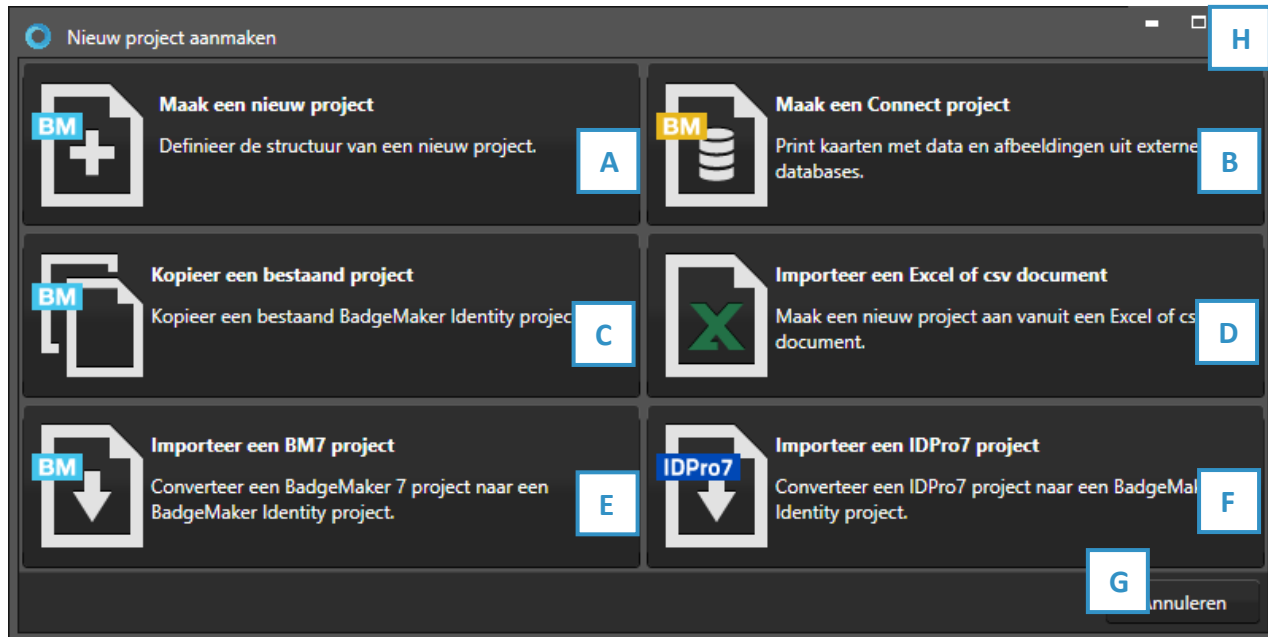 Nieuw project aanmaken
H
BM
Maak een nieuw project
Definieer de structuur van een nieuw project.
A
BM
Maak een Connect project
Print kaarten met data en afbeeldingen uit externe
databases.
B
BM
Kopieer een bestaand project
Kopieer een bestaand BadgeMaker Identity projec
C
Importeer een Excel of csv document
Maak een nieuw project aan vanuit een Excel of cs
document.
D
BM
Importeer een BM7 project
Converteer een BadgeMaker 7 project naar een
BadgeMaker Identity project.
E
IDPro7
Importeer een IDPro7 project
Converteer een IDPro7 project naar een BadgeMa
Identity project.
F
G
nnuleren